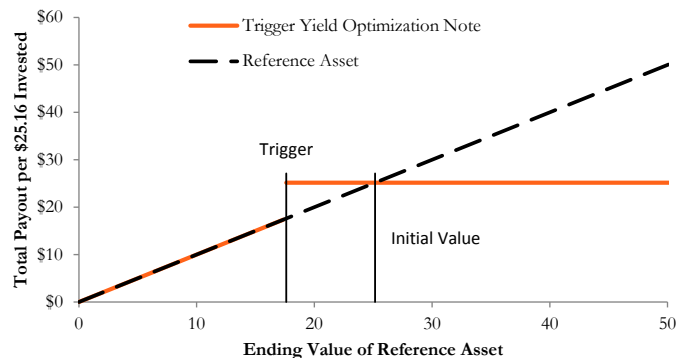 $60
Trigger Yield Optimization Note
$50
Reference Asset
$40
$30
Trigger
$20
Initial Value
$10
$0
0 10 20 30 40 50
Total Payout per $25.16 Invested
Ending Value of Reference Asset